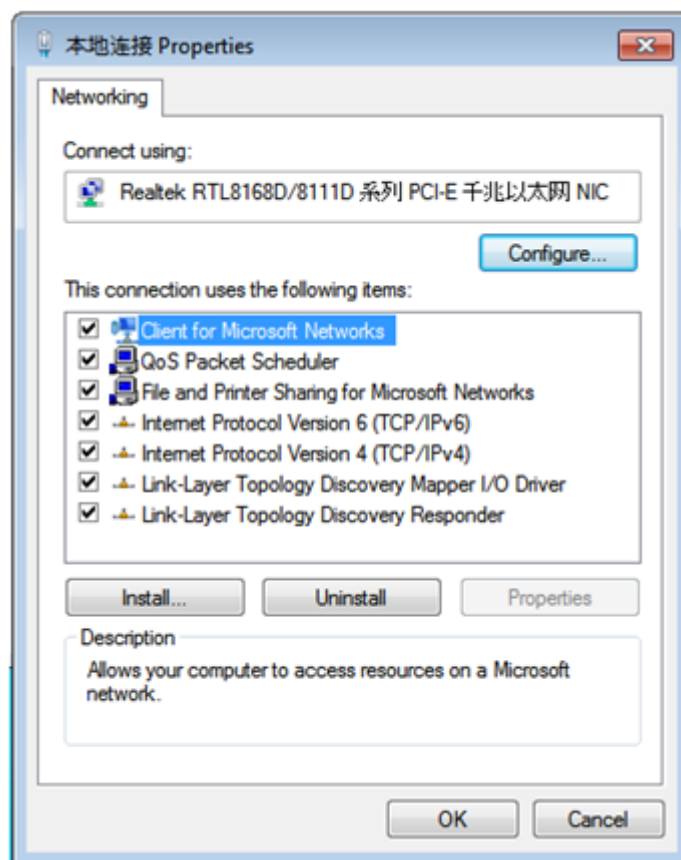 本地连接 Properties
Networking
Connect using:
Realtek RTL8168D/8111D 系列 PCI-E 千兆以太网 NIC
Configure...
This connection uses the following items:
Client for Microsoft Networks
QoS Packet Scheduler
File and Printer Sharing for Microsoft Networks
Internet Protocol Version 6 (TCP/IPv6)
Internet Protocol Version 4 (TCP/IPv4)
Link-Layer Topology Discovery Mapper I/O Driver
Link-Layer Topology Discovery Responder
Install... Uninstall Properties
Description
Allows your computer to access resources on a Microsoft
network.
OK Cancel